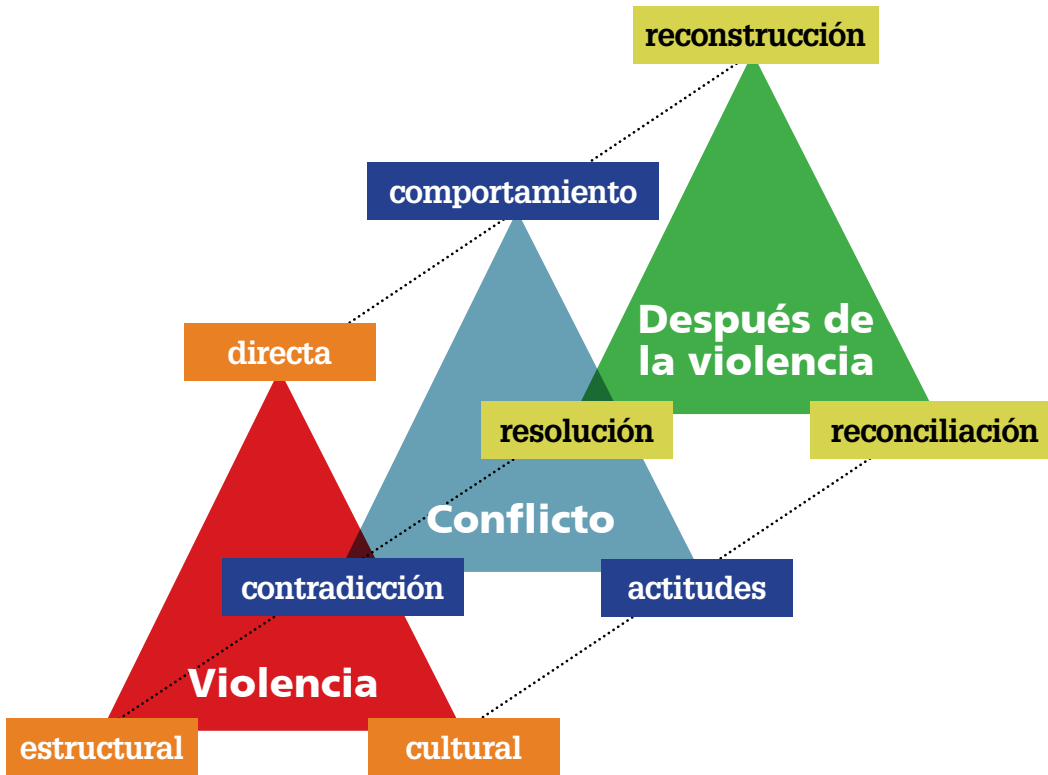 reconstrucción
comportamiento
Después de
la violencia
directa
resolución
reconciliación
Conflicto
contradicción
actitudes
Violencia
estructural
cultural